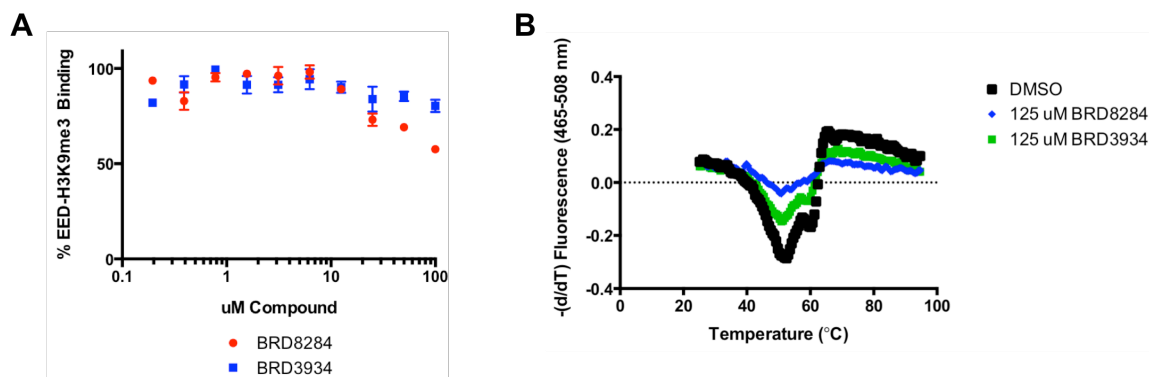 A
% EED-H3K9me3 Binding
100
50
0
0.1
1
10
100
uM Compound
BRD8284
BRD3934
B
-(d/dT) Fluorescence (465-508 nm)
0.4
0.2
0.0
-0.2
-0.4
0
20
40
60
80
100
Temperature (°C)
DMSO
125 uM BRD8284
125 uM BRD3934